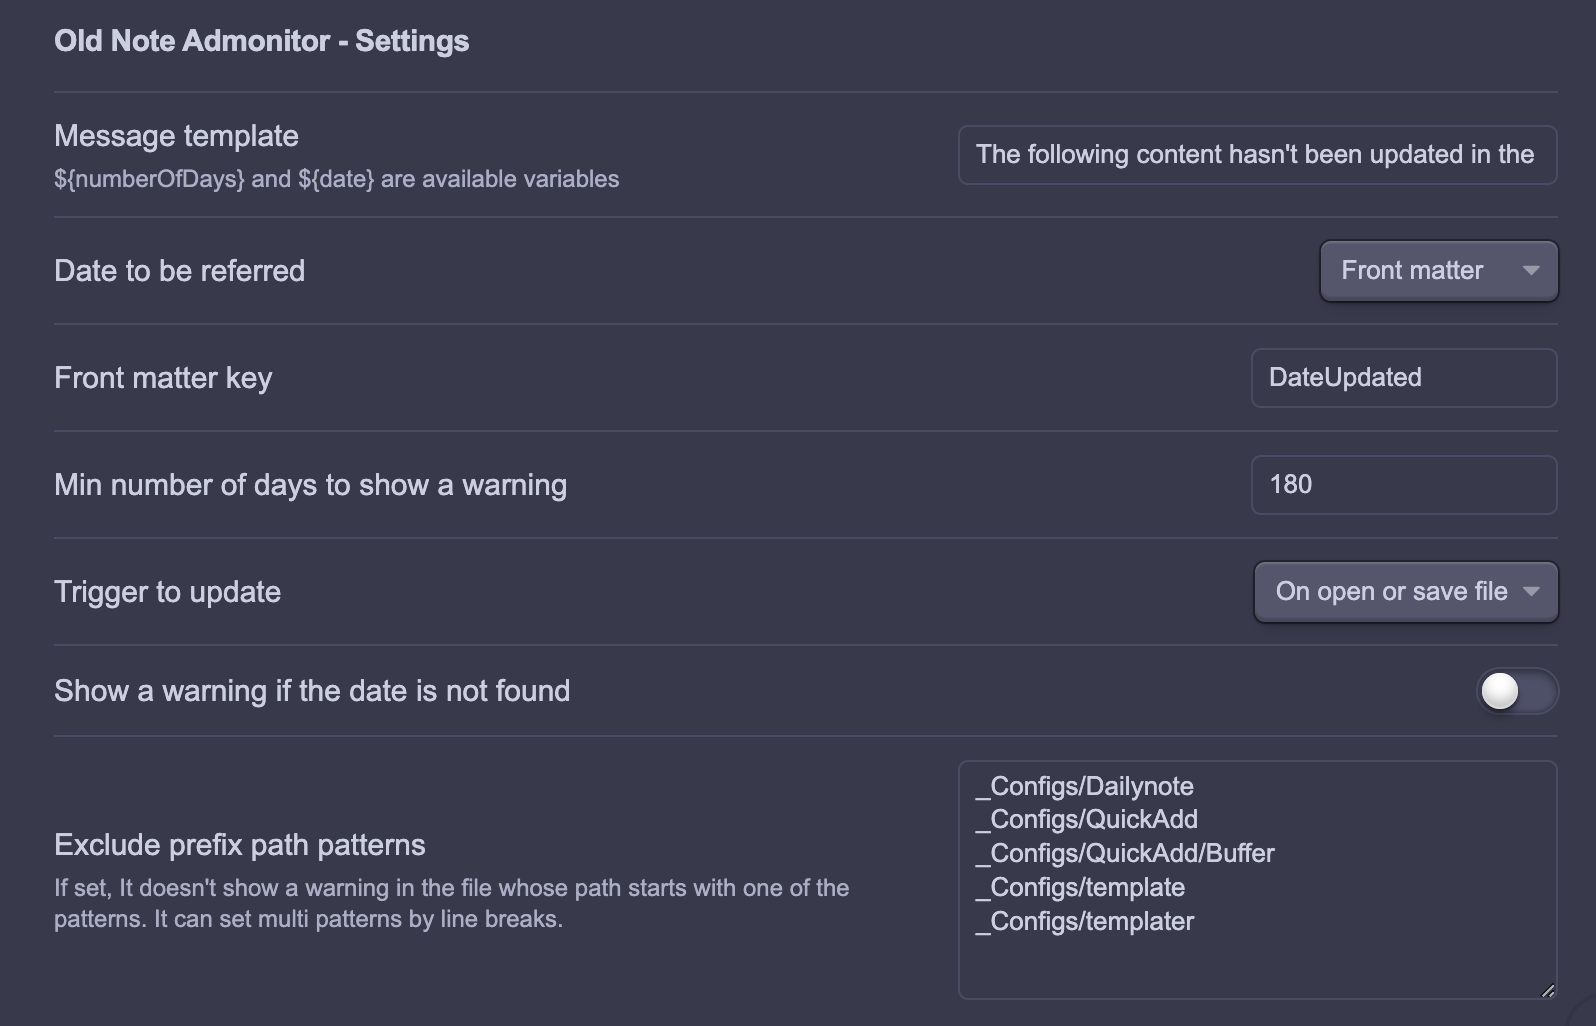 Old Note Admonitor - Settings
Message template
${numberOfDays} and ${date} are available variables
The following content hasn't been updated in the
Date to be referred
Front matter
Front matter key
DateUpdated
Min number of days to show a warning
180
Trigger to update
On open or save file
Show a warning if the date is not found
Exclude prefix path patterns
If set, It doesn't show a warning in the file whose path starts with one of the
patterns. It can set multi patterns by line breaks.
_Configs/Dailynote
_Configs/QuickAdd
_Configs/QuickAdd/Buffer
_Configs/template
_Configs/templater